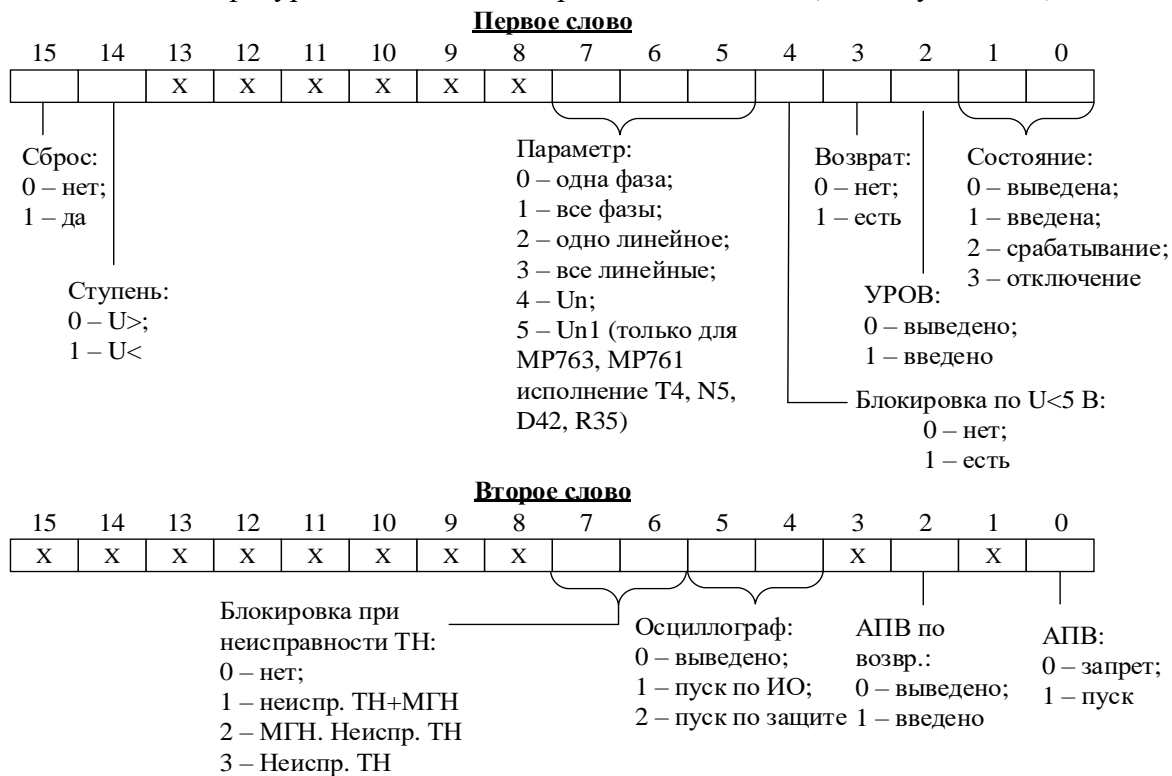 Первое слово
15 14 13 12 11 10 9 8 7 6 5 4 3 2 1 0
X X X X X X
Сброс:
0 – нет;
1 – да
Ступень:
0 – U>;
1 – U<
Параметр:
0 – одна фаза;
1 – все фазы;
2 – одно линейное;
3 – все линейные;
4 – Un;
5 – Un1 (только для
МР763, МР761
исполнение Т4, N5,
D42, R35)
Возврат:
0 – нет;
1 – есть
Состояние:
0 – выведена;
1 – введена;
2 – срабатывание;
3 – отключение
УРОВ:
0 – выведено;
1 – введено
Блокировка по U<5 В:
0 – нет;
1 – есть
Второе слово
15 14 13 12 11 10 9 8 7 6 5 4 3 2 1 0
X X X X X X X X X X
Блокировка при
неисправности ТН:
0 – нет;
1 – неиспр. ТН+МГН
2 – МГН. Неиспр. ТН
3 – Неиспр. ТН
Осциллограф:
0 – выведено;
1 – пуск по ИО;
2 – пуск по защите
АПВ по
возвр.:
0 – выведено;
1 – введено
АПВ:
0 – запрет;
1 – пуск